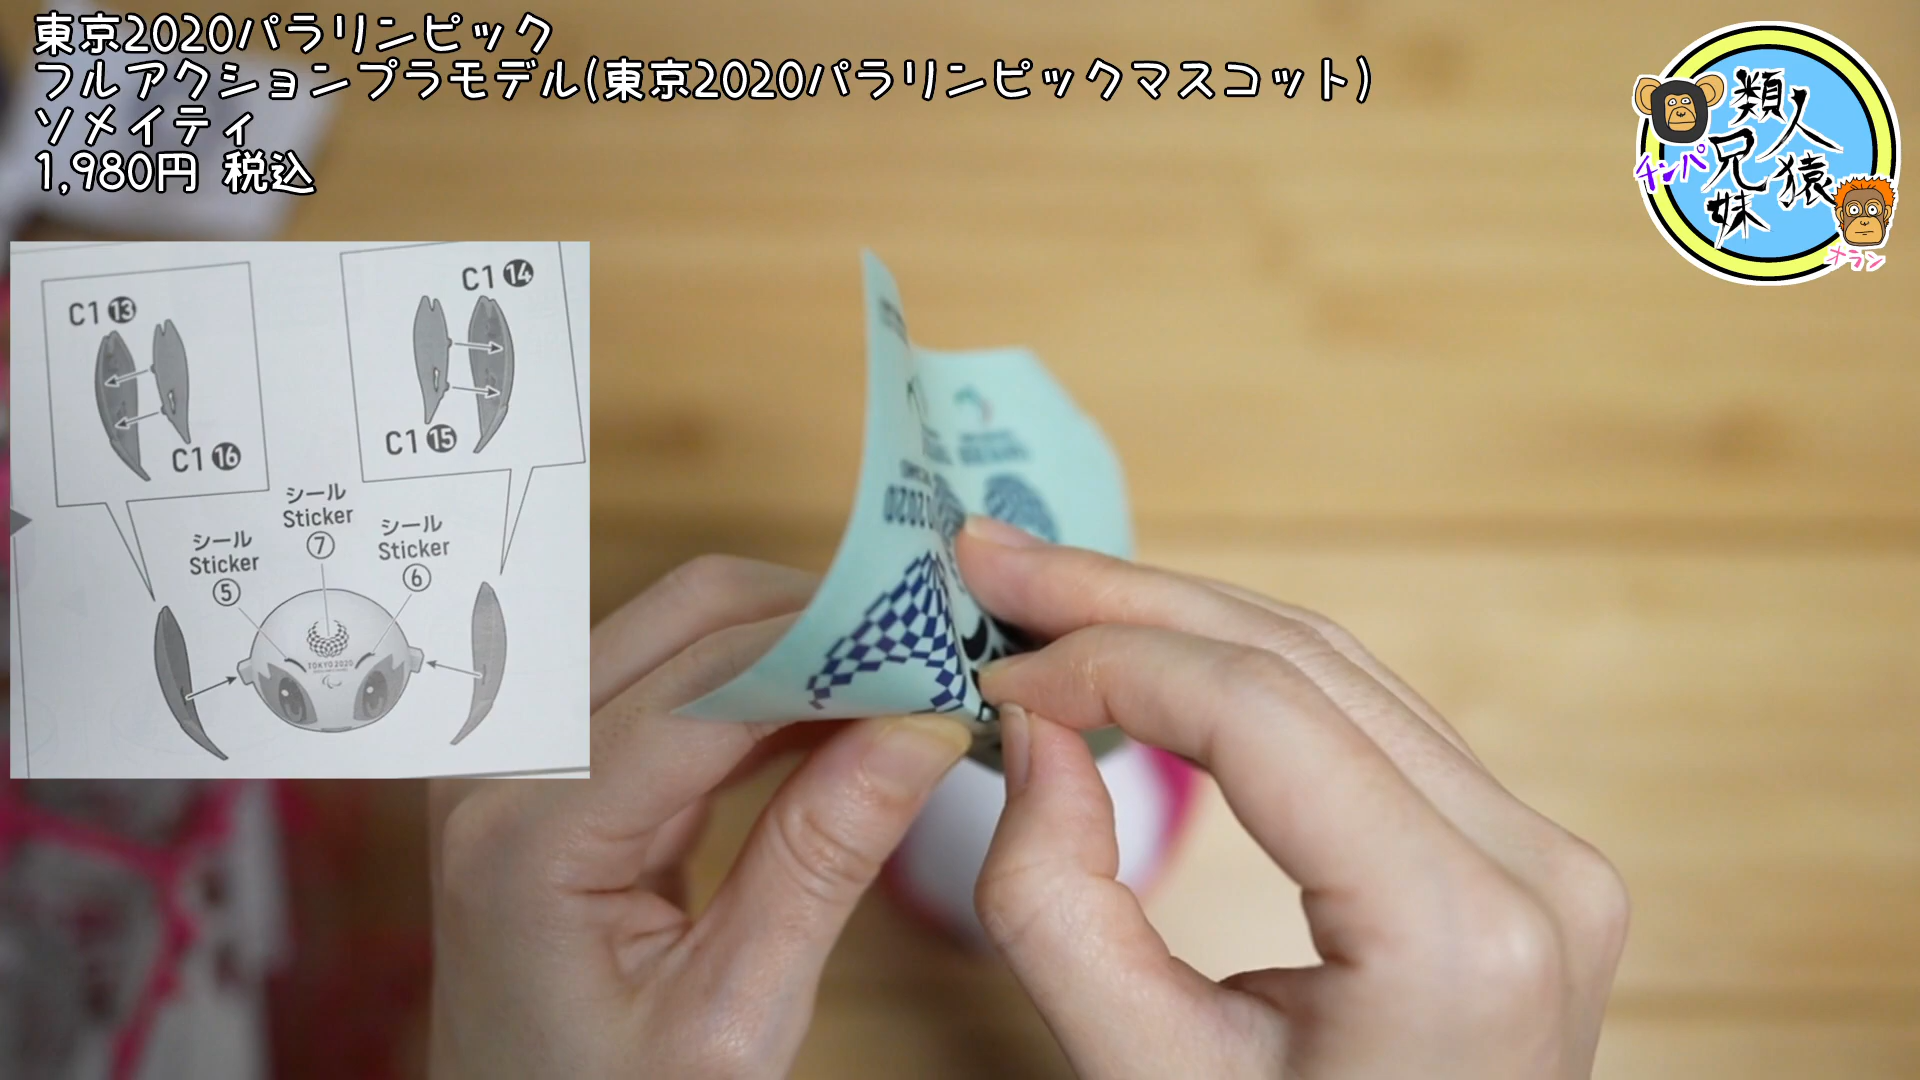 東京2020パラリンピック
フルアクションプラモデル(東京2020パラリンピックマスコット)
ソメイティ
1,980円 税込
類人猿
兄妹
チンパ
オラン
C1 13
C1 14
C1 16
C1 15
シール
Sticker
5
シール
Sticker
7
シール
Sticker
6
TOKYO 2020
2020